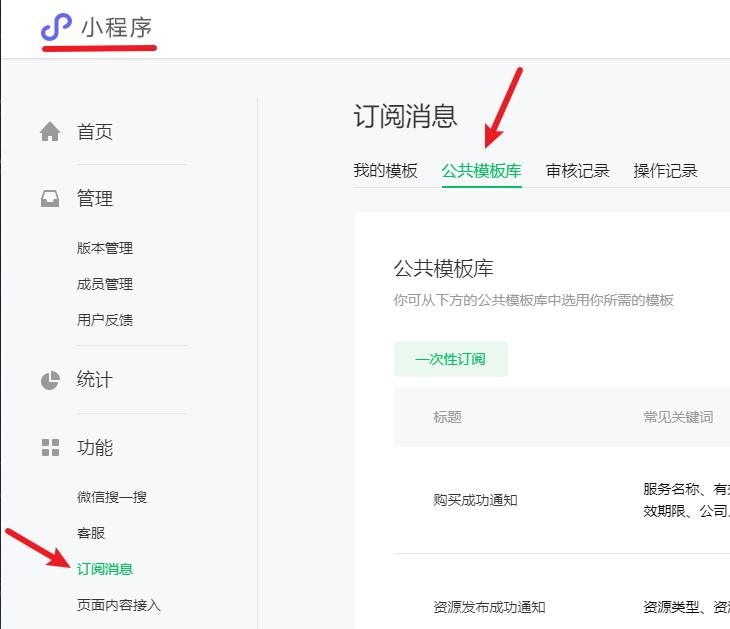 小程序
首页
管理
版本管理
成员管理
用户反馈
统计
功能
微信搜一搜
客服
订阅消息
页面内容接入
订阅消息
我的模板 公共模板库 审核记录 操作记录
公共模板库
你可从下方的公共模板库中选用你所需的模板
一次性订阅
标题 常见关键词
购买成功通知
服务名称、有
效期限、公司
资源发布成功通知 资源类型、资